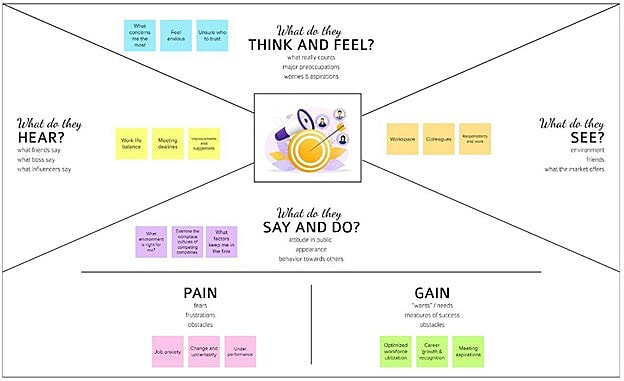 What concerns me the most
Feel anxious
Unsure who to trust
What do they
THINK AND FEEL?
what really counts
major preoccupations
worries & aspirations
What do they
HEAR?
what friends say
what boss say
what influencers say
Work life balance
Meeting dealines
Improvements and suggestions
Workspace
Colleagues
Responsibility and work
What do they
SEE?
environment
friends
what the market offers
What do they
SAY AND DO?
attitude in public
appearance
behavior towards others
What environment is right for me?
Examine the workplace cultures of competing companies.
What factors keep me in the firm
PAIN
fears
frustrations
obstacles
Job anxiety
Change and uncertainty
Under performance
GAIN
"wants" / needs
measures of success
obstacles
Optimized workforce utilization
Career growth & recognition
Meeting aspirations